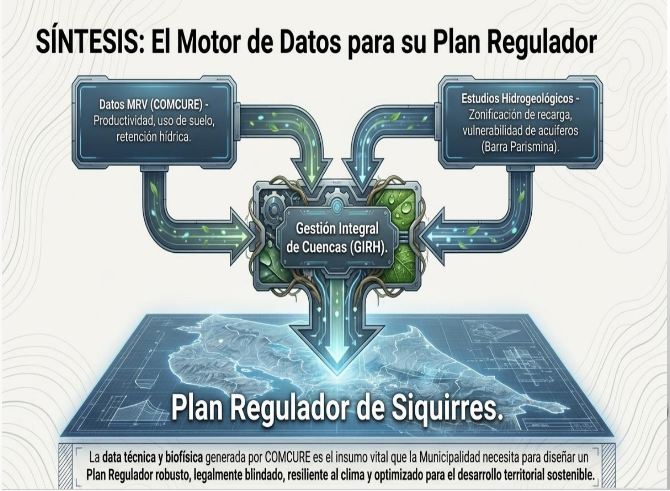 SÍNTESIS: El Motor de Datos para su Plan Regulador
Datos MRV (COMCURE) -
Productividad, uso de suelo,
retención hídrica.
Estudios Hidrogeológicos -
Zonificación de recarga,
vulnerabilidad de acuíferos
(Barra Parismina).
Gestión Integral
de Cuencas (GIRH).
Plan Regulador de Siquirres.
La data técnica y biofísica generada por COMCURE es el insumo vital que la Municipalidad necesita para diseñar un
Plan Regulador robusto, legalmente blindado, resiliente al clima y optimizado para el desarrollo territorial sostenible.